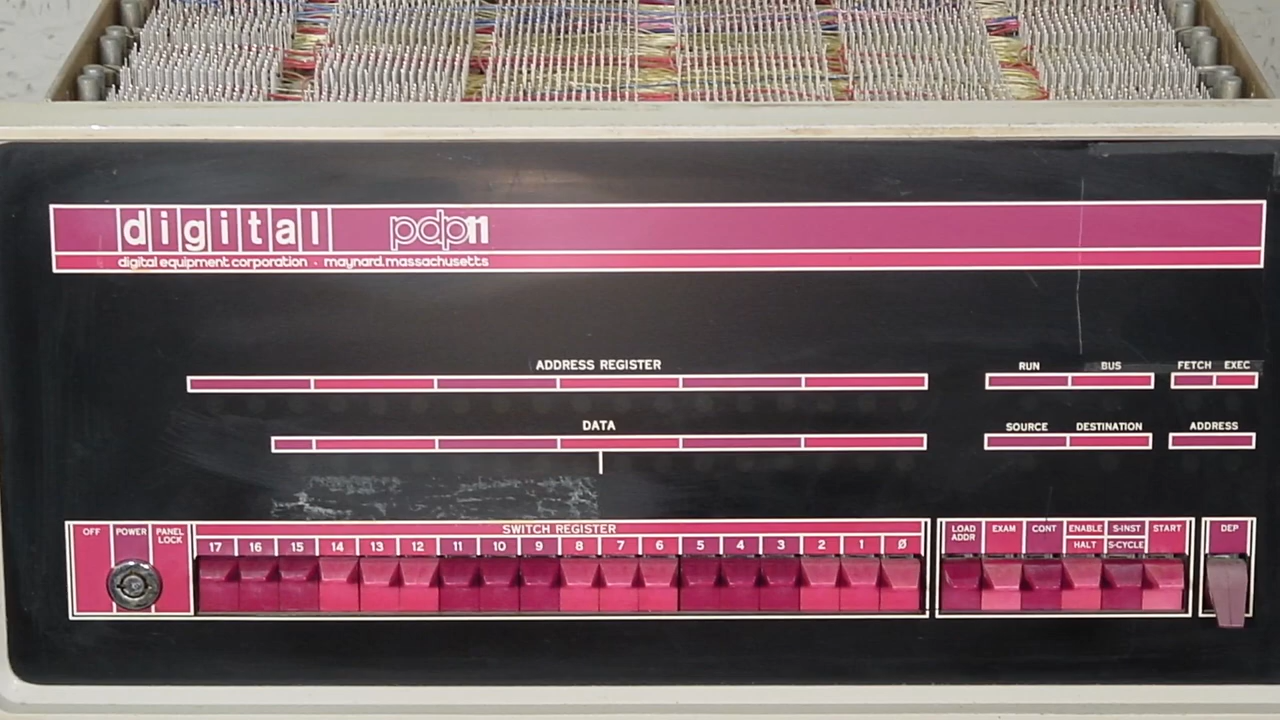 digital pdp11
digital equipment corporation · maynard, massachusetts
ADDRESS REGISTER
RUN BUS FETCH EXEC
DATA
SOURCE DESTINATION ADDRESS
OFF POWER PANEL LOCK
SWITCH REGISTER
17 16 15 14 13 12 11 10 9 8 7 6 5 4 3 2 1 Ø
LOAD ADDR EXAM CONT ENABLE HALT S-INST S-CYCLE START DEP